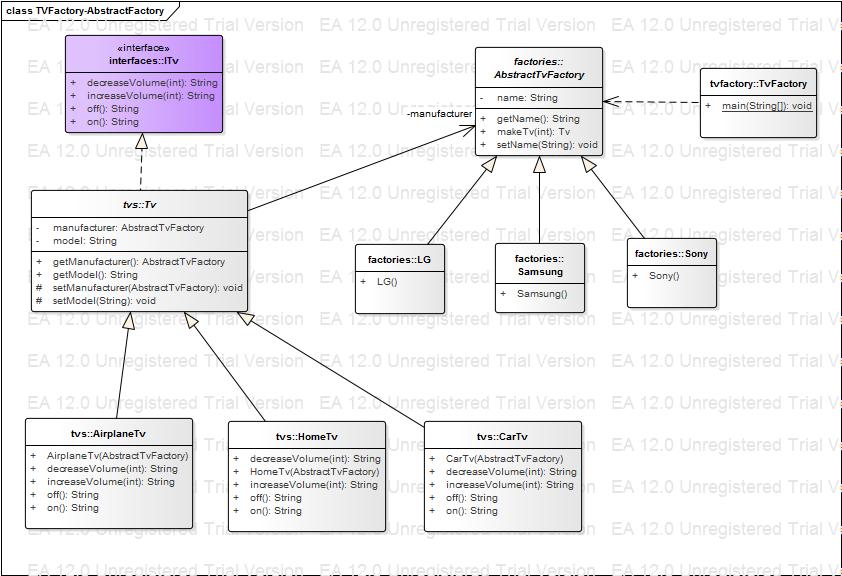 class TVFactory-AbstractFactory
«interface»
interfaces::ITv
+ decreaseVolume(int): String
+ increaseVolume(int): String
+ off(): String
+ on(): String
factories::
AbstractTvFactory
- name: String
+ getName(): String
+ makeTv(int): Tv
+ setName(String): void
tvfactory::TvFactory
+ main(String[]): void
-manufacturer
tvs::Tv
- manufacturer: AbstractTvFactory
- model: String
+ getManufacturer(): AbstractTvFactory
+ getModel(): String
# setManufacturer(AbstractTvFactory): void
# setModel(String): void
factories::LG
+ LG()
factories::
Samsung
+ Samsung()
factories::Sony
+ Sony()
tvs::AirplaneTv
+ AirplaneTv(AbstractTvFactory)
+ decreaseVolume(int): String
+ increaseVolume(int): String
+ off(): String
+ on(): String
tvs::HomeTv
+ decreaseVolume(int): String
+ HomeTv(AbstractTvFactory)
+ increaseVolume(int): String
+ off(): String
+ on(): String
tvs::CarTv
+ CarTv(AbstractTvFactory)
+ decreaseVolume(int): String
+ increaseVolume(int): String
+ off(): String
+ on(): String
EA 12.0 Unregistered Trial Version